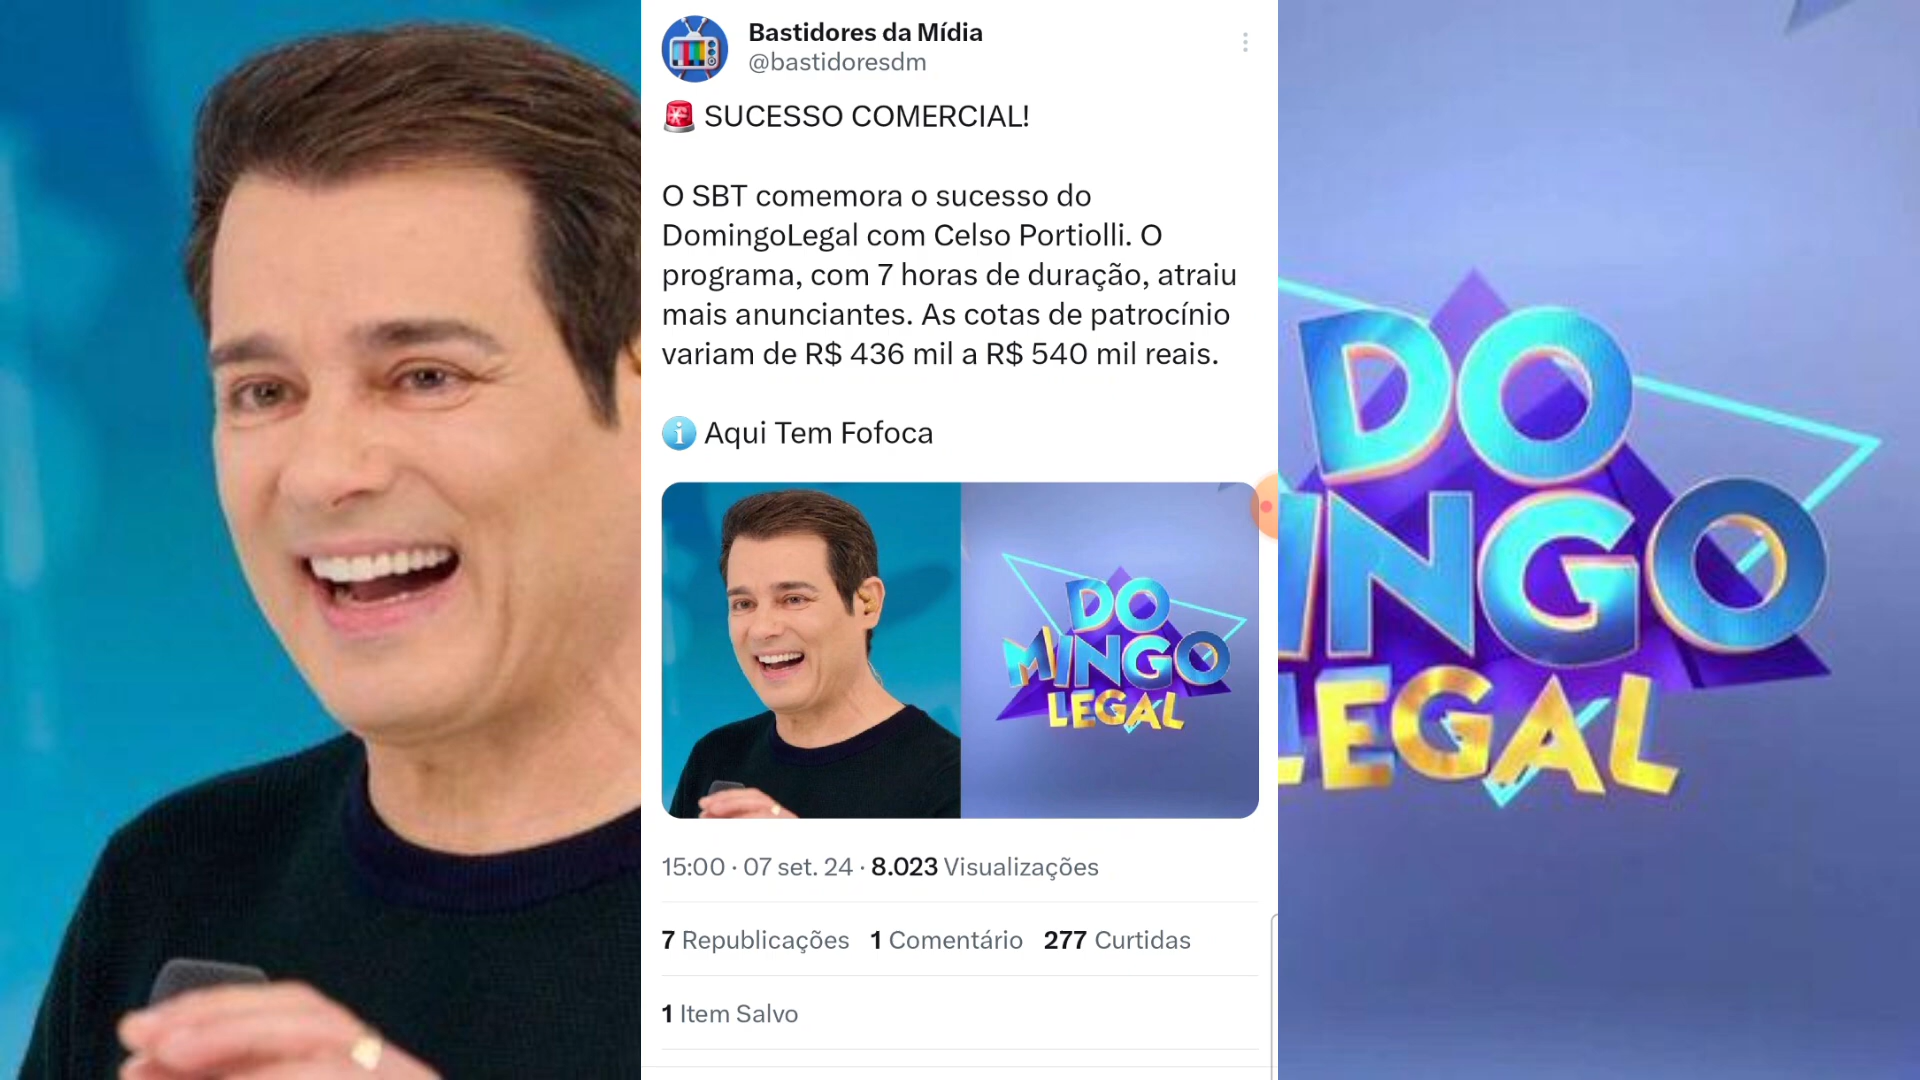 Bastidores da Mídia
@bastidoresdm
🚨 SUCESSO COMERCIAL!
O SBT comemora o sucesso do
DomingoLegal com Celso Portiolli. O
programa, com 7 horas de duração, atraiu
mais anunciantes. As cotas de patrocínio
variam de R$ 436 mil a R$ 540 mil reais.
ℹ️ Aqui Tem Fofoca
DO
MINGO
LEGAL
15:00 · 07 set. 24 · 8.023 Visualizações
7 Republicações 1 Comentário 277 Curtidas
1 Item Salvo
DO
INGO
LEGAL